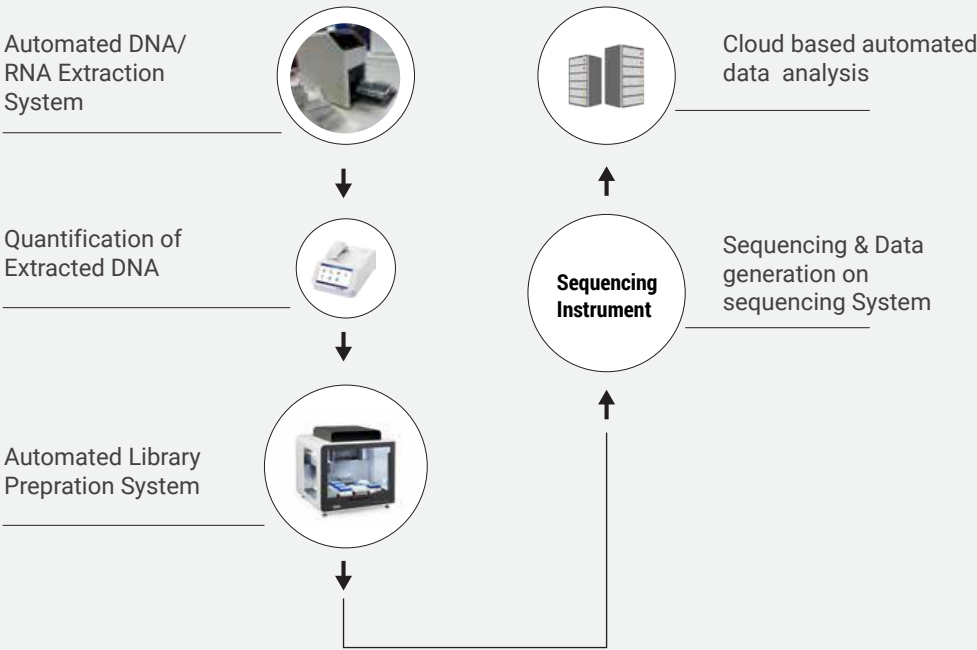 Automated DNA/
RNA Extraction
System
Quantification of
Extracted DNA
Automated Library
Prepration System
Cloud based automated
data analysis
Sequencing
Instrument
Sequencing & Data
generation on
sequencing System